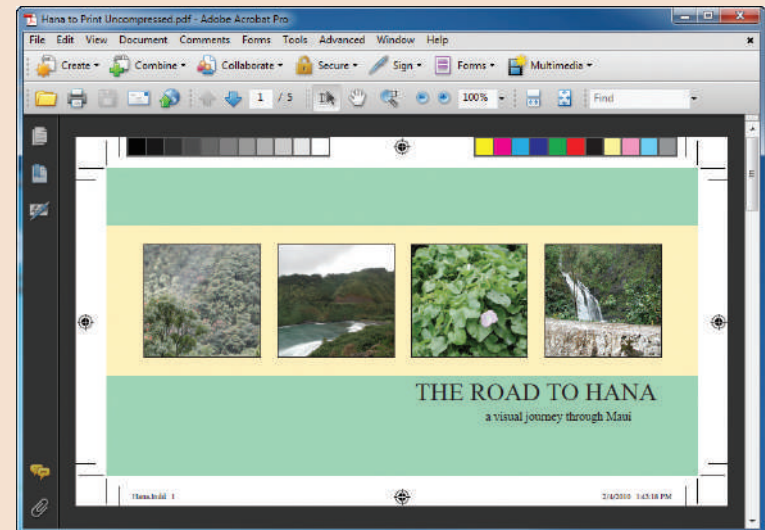 Hana to Print Uncompressed.pdf - Adobe Acrobat Pro
File Edit View Document Comments Forms Tools Advanced Window Help
Create Combine Collaborate Secure Sign Forms Multimedia
1 / 5 100% Find
THE ROAD TO HANA
a visual journey through Maui
Hana.indd 1 2/4/2010 1:43:18 PM